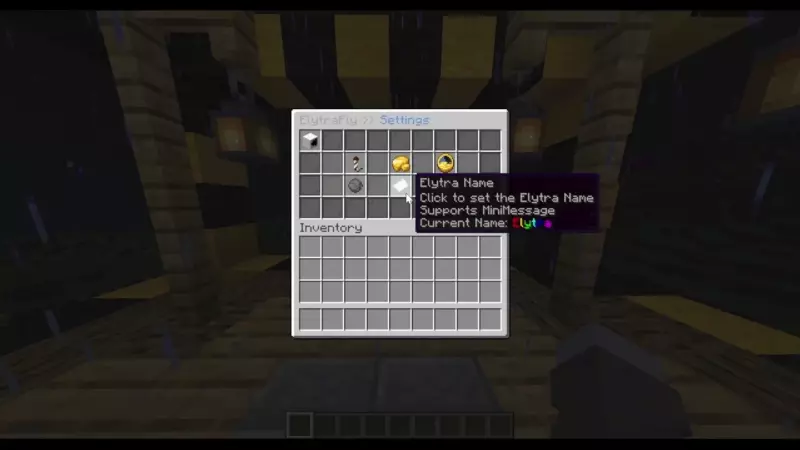 ElytraFly >> Settings
Elytra Name
Click to set the Elytra Name
Supports MiniMessage
Current Name: Elytra
Inventory